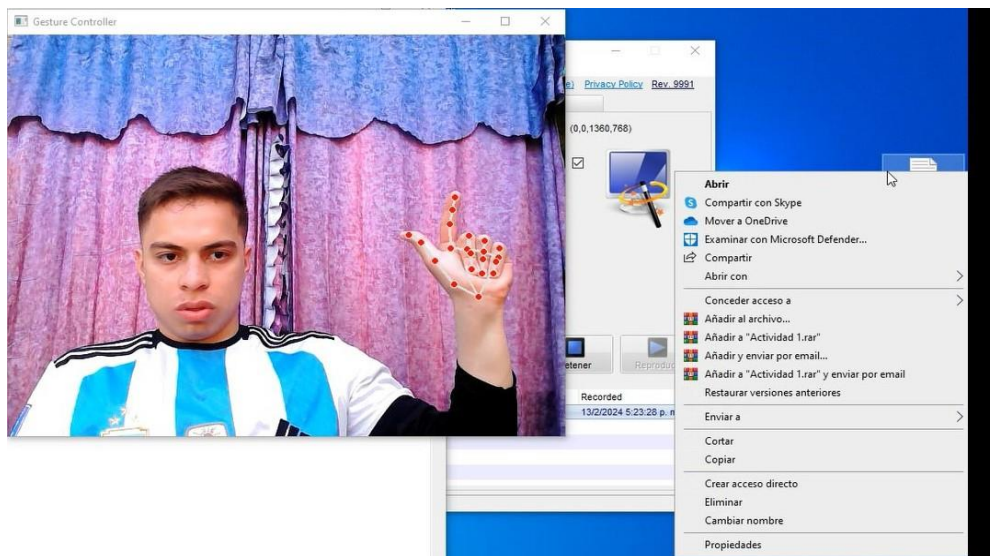 Gesture Controller
Privacy Policy Rev. 9991
(0,0,1360,768)
Recorded
13/2/2024 5:23:28 p.
Abrir
Compartir con Skype
Mover a OneDrive
Examinar con Microsoft Defender...
Compartir
Abrir con
Conceder acceso a
Añadir al archivo...
Añadir a "Actividad 1.rar"
Añadir y enviar por email...
Añadir a "Actividad 1.rar" y enviar por email
Restaurar versiones anteriores
Enviar a
Cortar
Copiar
Crear acceso directo
Eliminar
Cambiar nombre
Propiedades